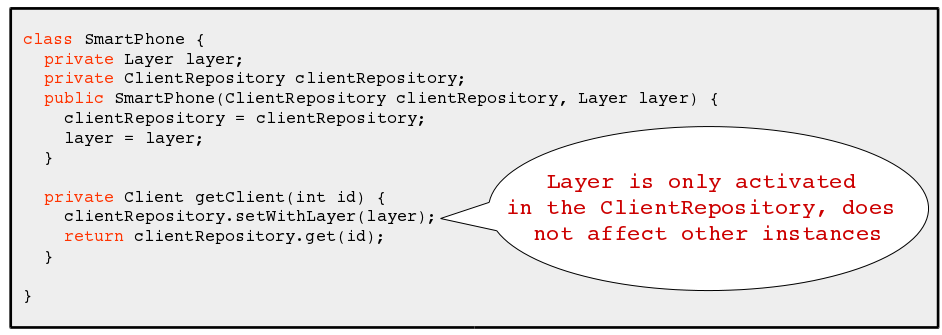 class SmartPhone {
private Layer layer;
private ClientRepository clientRepository;
public SmartPhone(ClientRepository clientRepository, Layer layer) {
clientRepository = clientRepository;
layer = layer;
}
private Client getClient(int id) {
clientRepository.setWithLayer(layer);
return clientRepository.get(id);
}
}
Layer is only activated
in the ClientRepository, does
not affect other instances